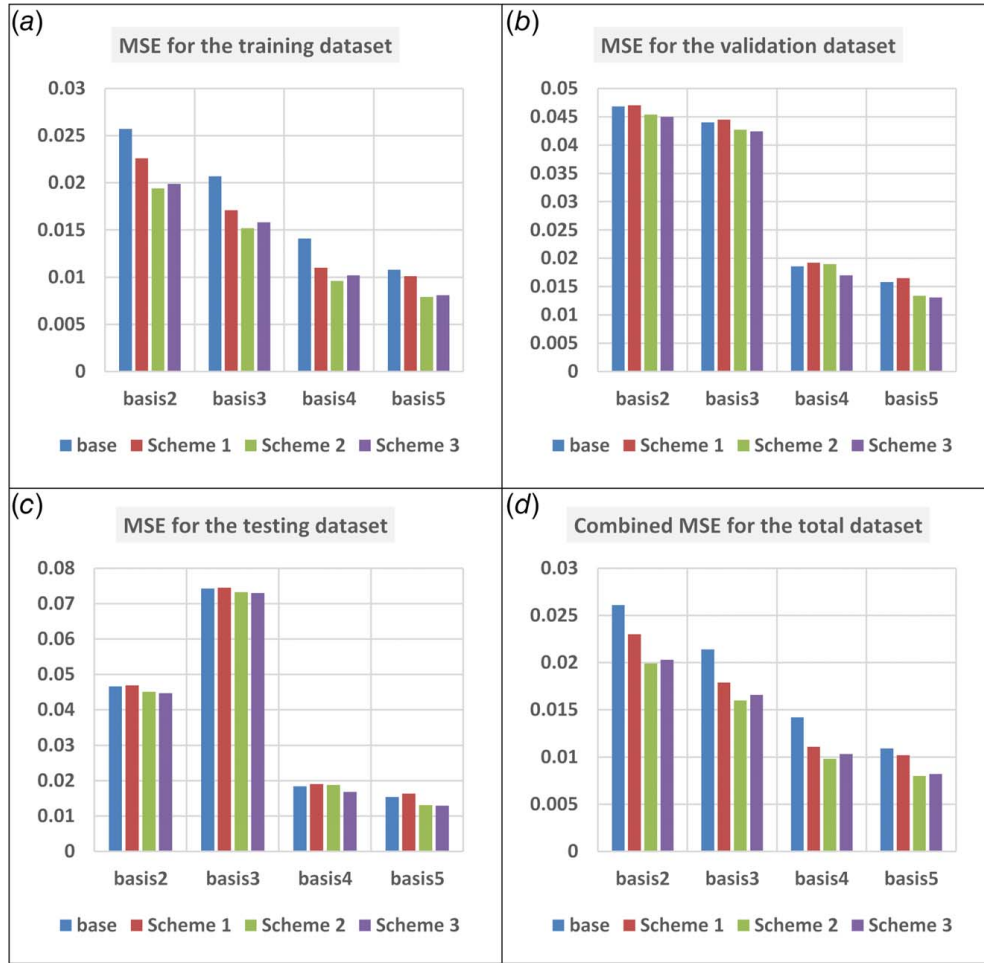 (a)
MSE for the training dataset
0.03
0.025
0.02
0.015
0.01
0.005
0
basis2 basis3 basis4 basis5
base Scheme 1 Scheme 2 Scheme 3
(b)
MSE for the validation dataset
0.05
0.045
0.04
0.035
0.03
0.025
0.02
0.015
0.01
0.005
0
basis2 basis3 basis4 basis5
base Scheme 1 Scheme 2 Scheme 3
(c)
MSE for the testing dataset
0.08
0.07
0.06
0.05
0.04
0.03
0.02
0.01
0
basis2 basis3 basis4 basis5
base Scheme 1 Scheme 2 Scheme 3
(d)
Combined MSE for the total dataset
0.03
0.025
0.02
0.015
0.01
0.005
0
basis2 basis3 basis4 basis5
base Scheme 1 Scheme 2 Scheme 3